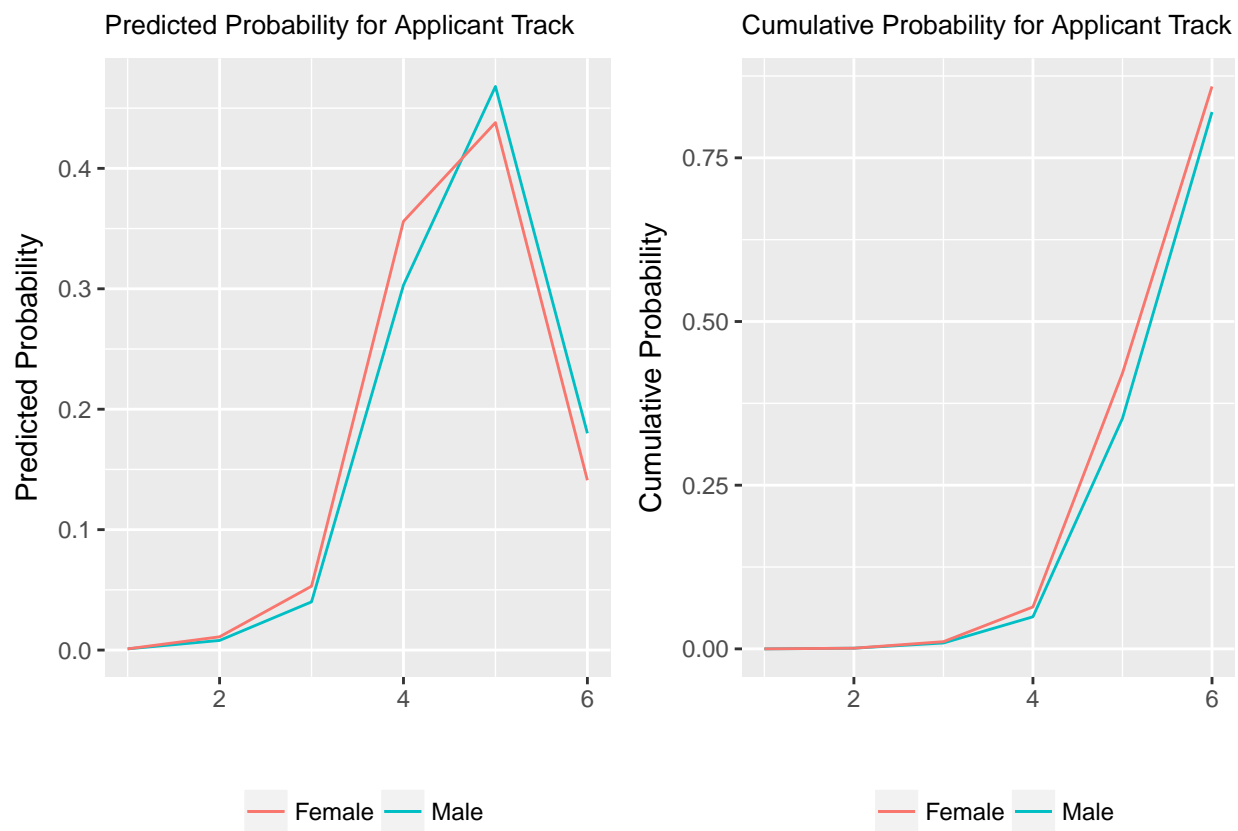 Predicted Probability for Applicant Track
Predicted Probability
0.4
0.3
0.2
0.1
0.0
2 4 6
Female Male
Cumulative Probability for Applicant Track
Cumulative Probability
0.75
0.50
0.25
0.00
2 4 6
Female Male